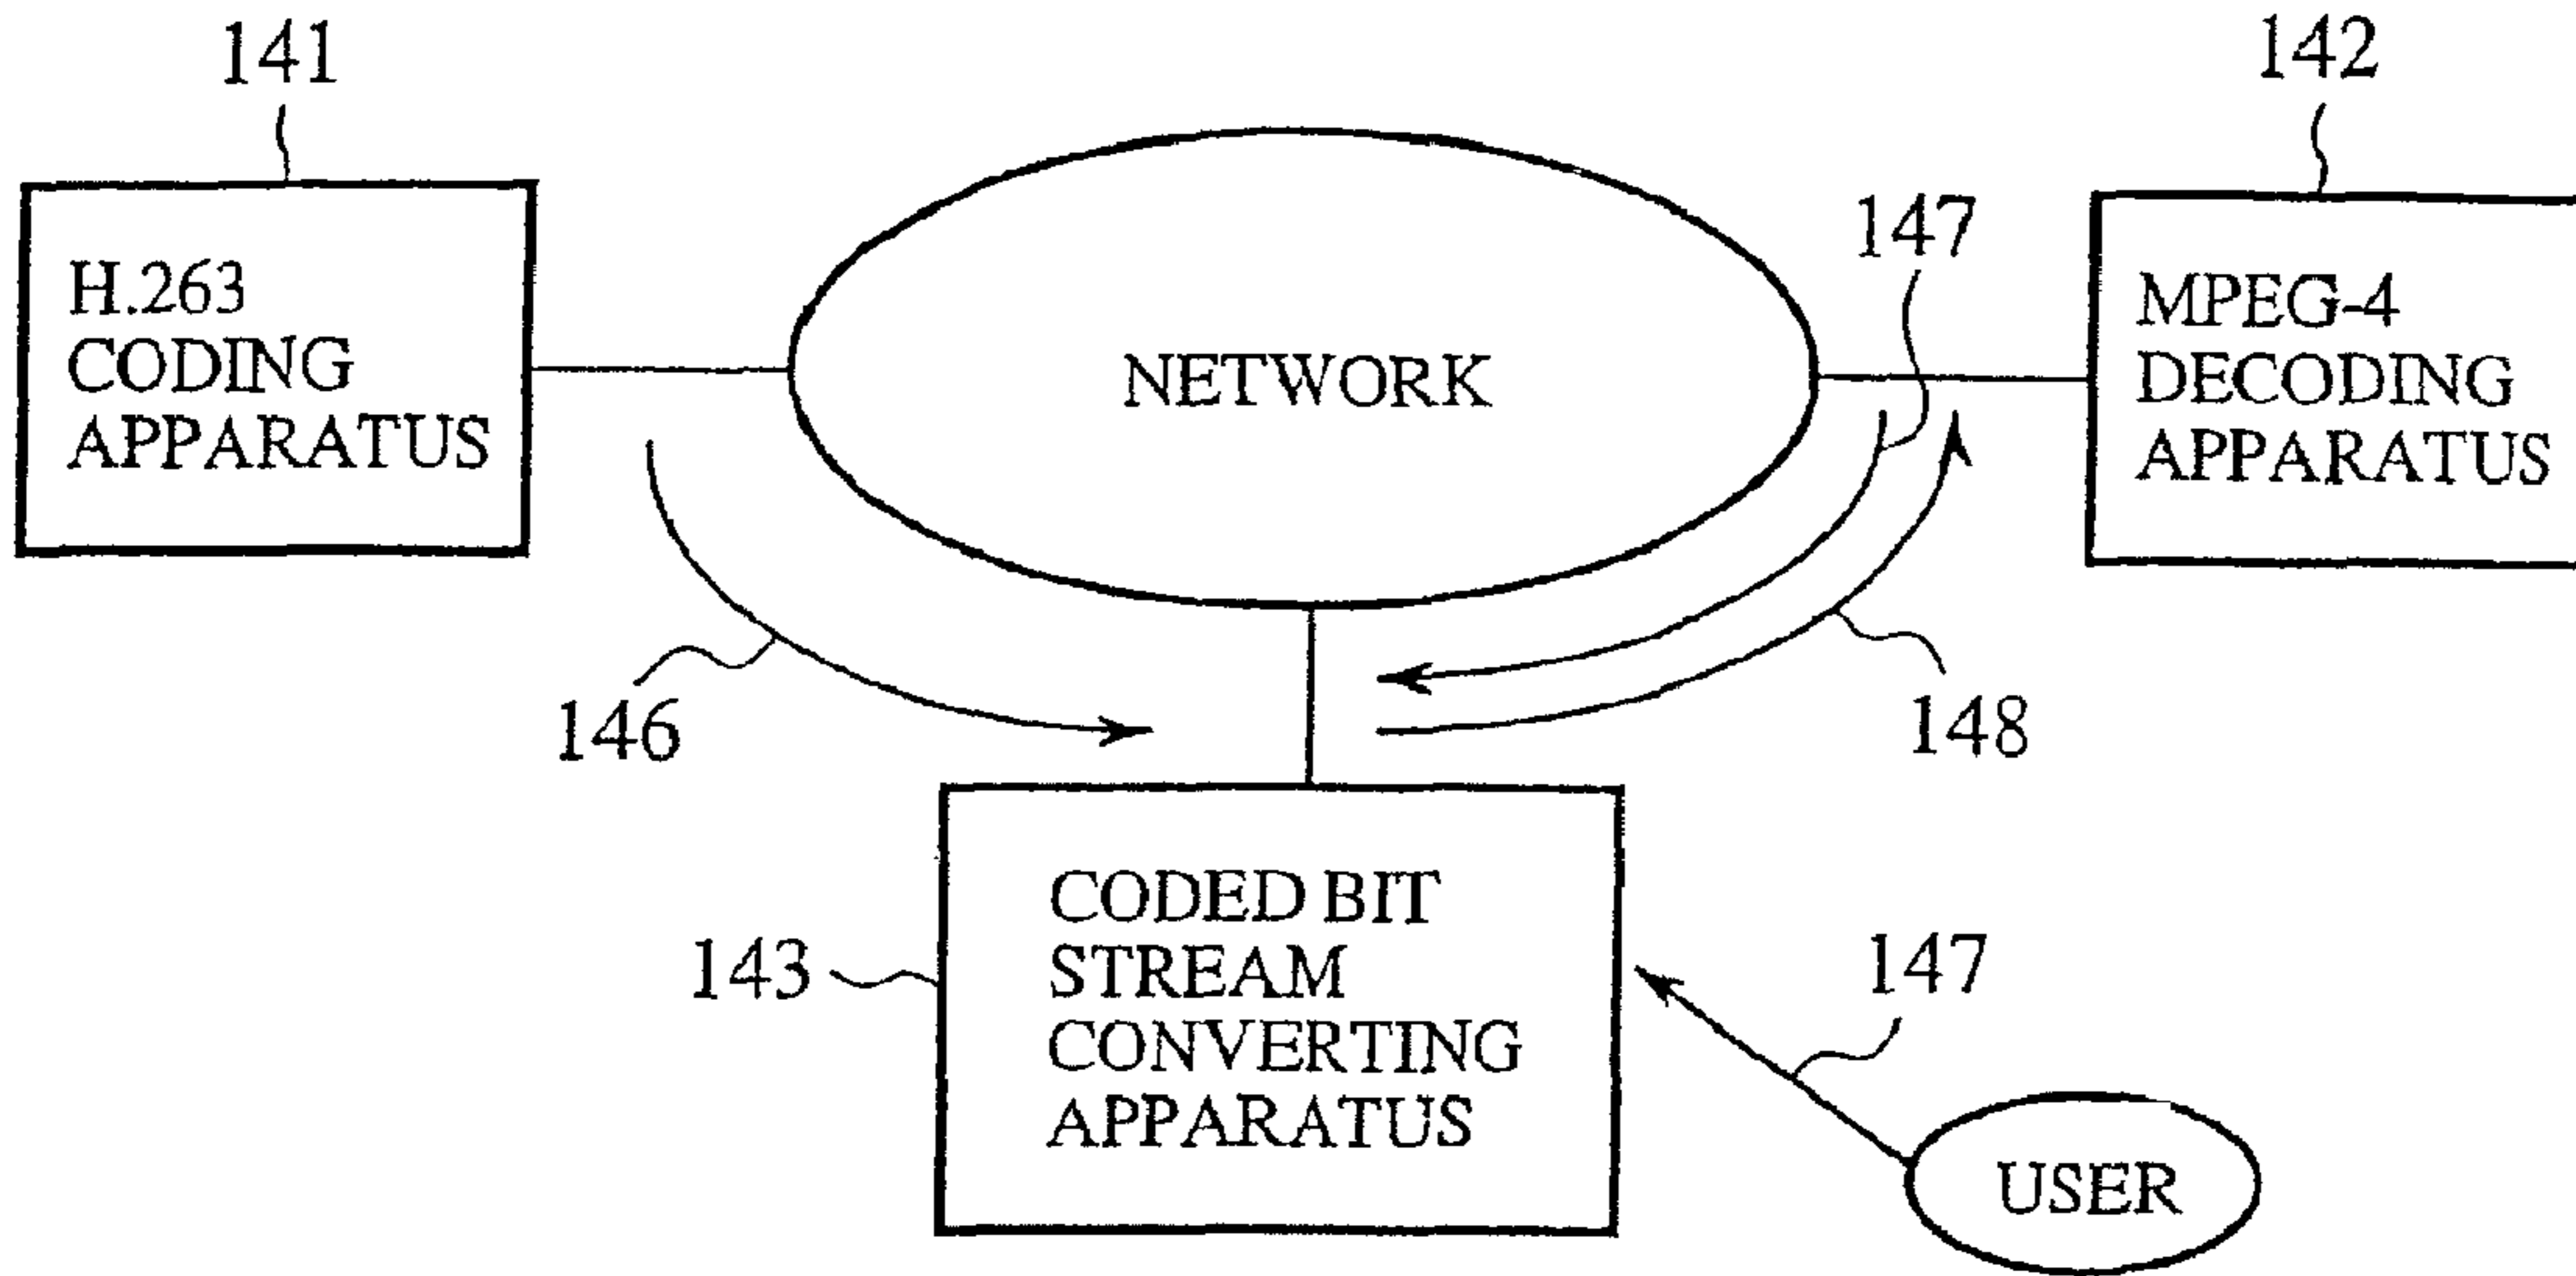 141
142
H.263
CODING
APPARATUS
NETWORK
147
MPEG-4
DECODING
APPARATUS
146
148
143
CODED BIT
STREAM
CONVERTING
APPARATUS
147
USER